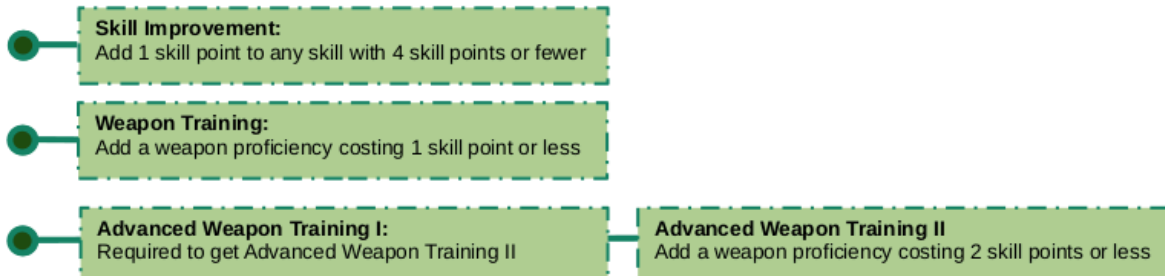 Skill Improvement:
Add 1 skill point to any skill with 4 skill points or fewer
Weapon Training:
Add a weapon proficiency costing 1 skill point or less
Advanced Weapon Training I:
Required to get Advanced Weapon Training II
Advanced Weapon Training II
Add a weapon proficiency costing 2 skill points or less